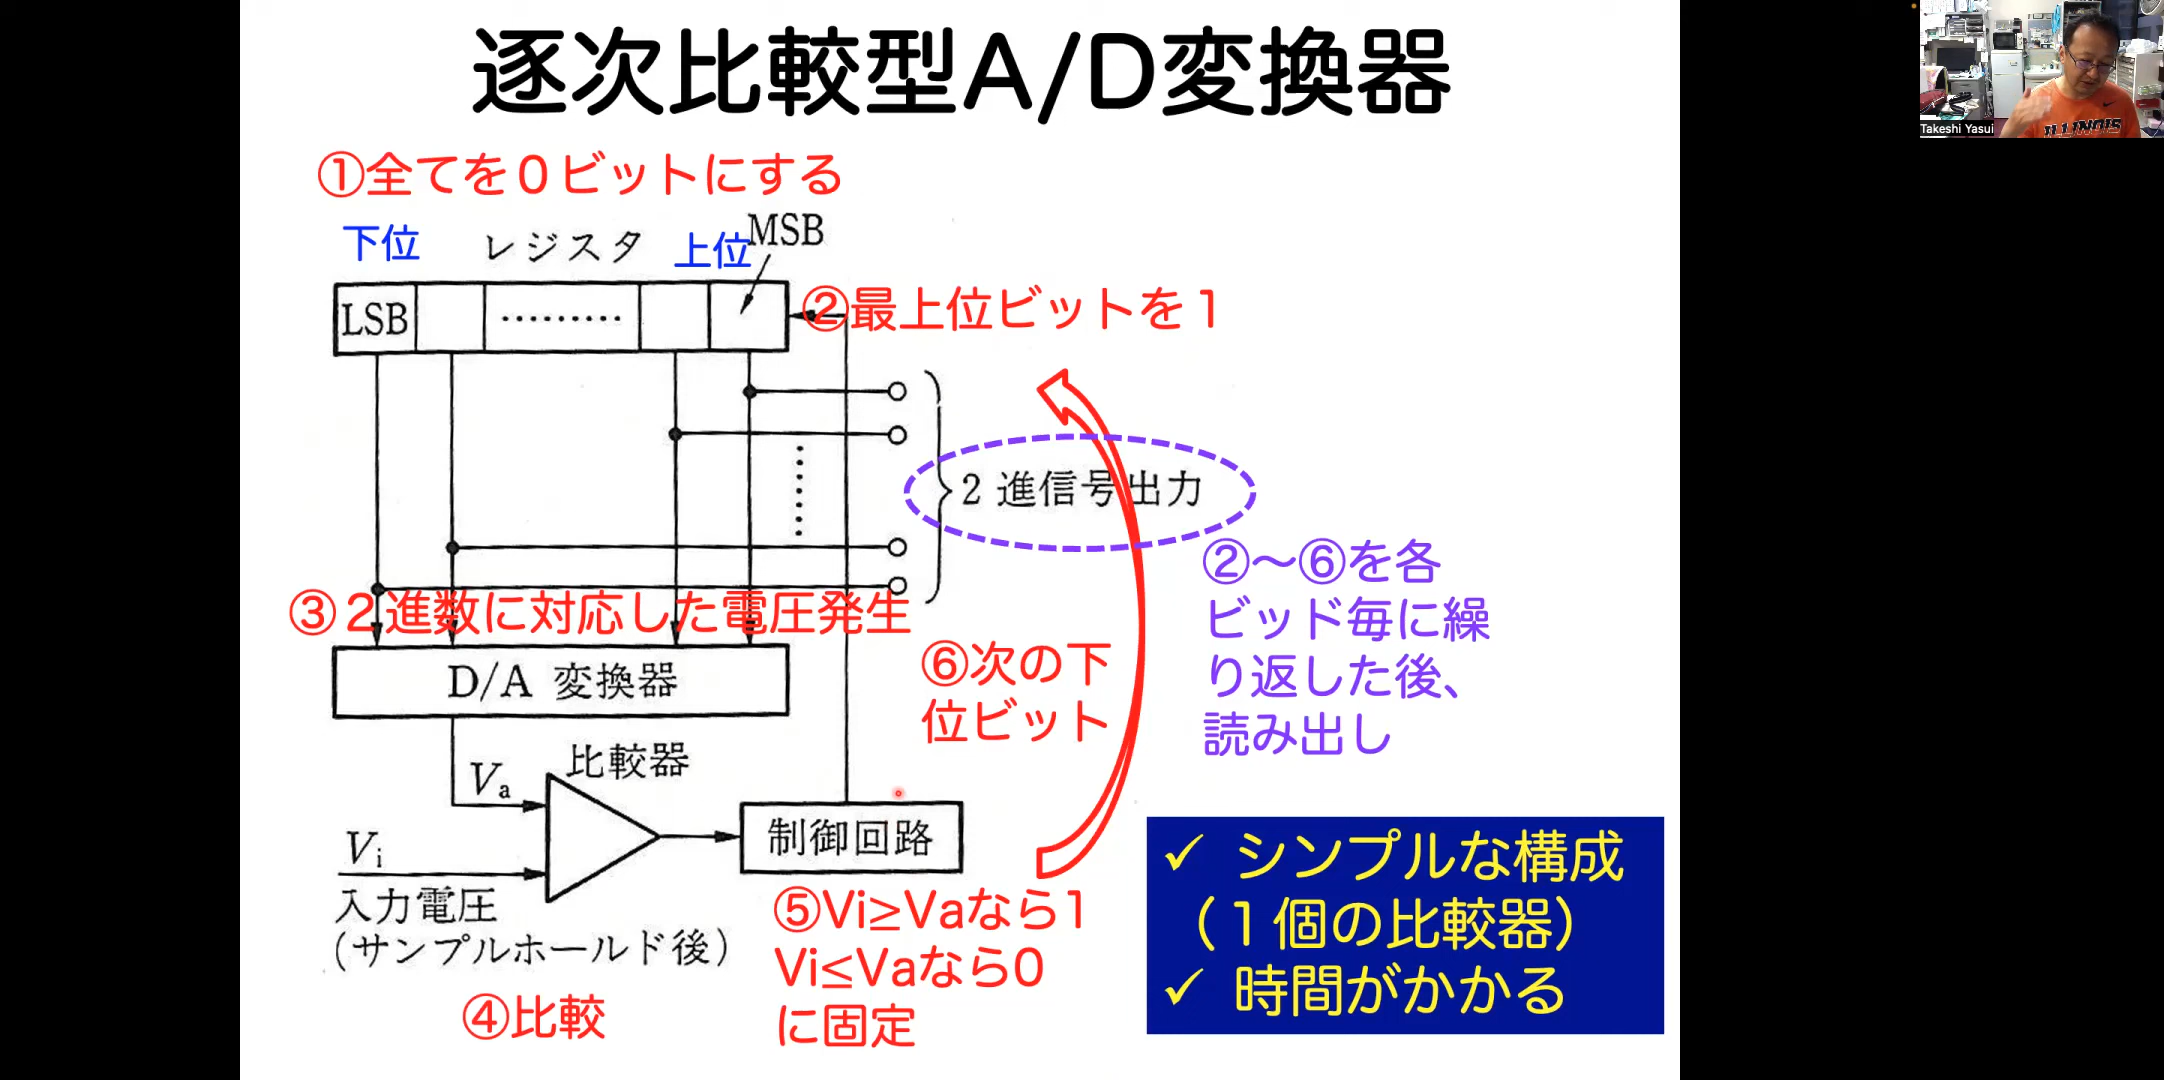 逐次比較型A/D変換器
Takeshi Yasui
ILLINOIS
①全てを０ビットにする
下位
レジスタ
上位
MSB
LSB
②最上位ビットを１
2 進信号出力
③２進数に対応した電圧発生
②〜⑥を各
ビッド毎に繰
り返した後、
読み出し
D/A 変換器
⑥次の下
位ビット
比較器
Va
制御回路
Vi
入力電圧
(サンプルホールド後)
④比較
⑤Vi≥Vaなら1
Vi≤Vaなら0
に固定
✓ シンプルな構成
（１個の比較器）
✓ 時間がかかる